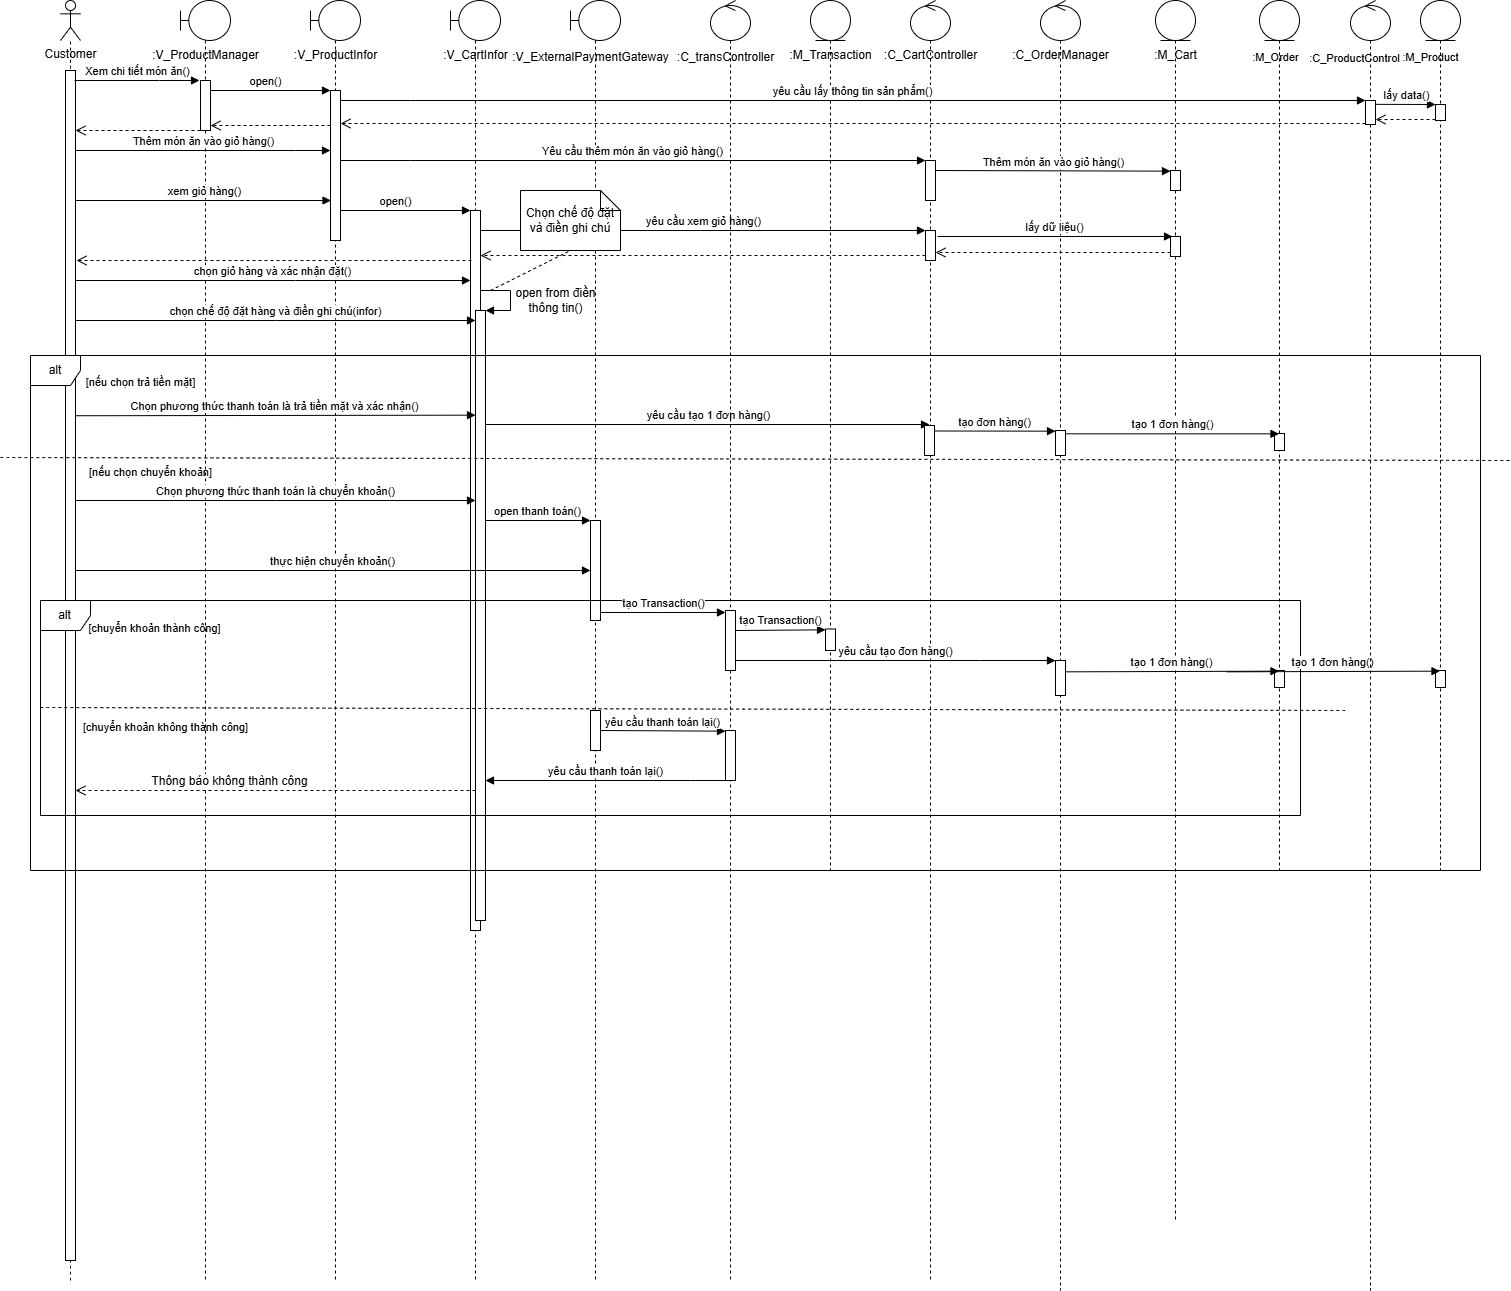 Customer
:V_ProductManager
:V_ProductInfor
:V_CartInfor
:V_ExternalPaymentGateway
:C_transController
:M_Transaction
:C_CartController
:C_OrderManager
:M_Cart
:M_Order
:C_ProductControl
:M_Product
Xem chi tiết món ăn()
open()
yêu cầu lấy thông tin sản phẩm()
lấy data()
Thêm món ăn vào giỏ hàng()
Yêu cầu thêm món ăn vào giỏ hàng()
Thêm món ăn vào giỏ hàng()
xem giỏ hàng()
open()
Chọn chế độ đặt
và điền ghi chú
yêu cầu xem giỏ hàng()
lấy dữ liệu()
chọn giỏ hàng và xác nhận đặt()
open from điền
thông tin()
chọn chế độ đặt hàng và điền ghi chú(infor)
alt
[nếu chọn trả tiền mặt]
Chọn phương thức thanh toán là trả tiền mặt và xác nhận()
yêu cầu tạo 1 đơn hàng()
tạo đơn hàng()
tạo 1 đơn hàng()
[nếu chọn chuyển khoản]
Chọn phương thức thanh toán là chuyển khoản()
open thanh toán()
thực hiện chuyển khoản()
alt
[chuyển khoản thành công]
tạo Transaction()
tạo Transaction()
yêu cầu tạo đơn hàng()
tạo 1 đơn hàng()
tạo 1 đơn hàng()
[chuyển khoản không thành công]
yêu cầu thanh toán lại()
yêu cầu thanh toán lại()
Thông báo không thành công